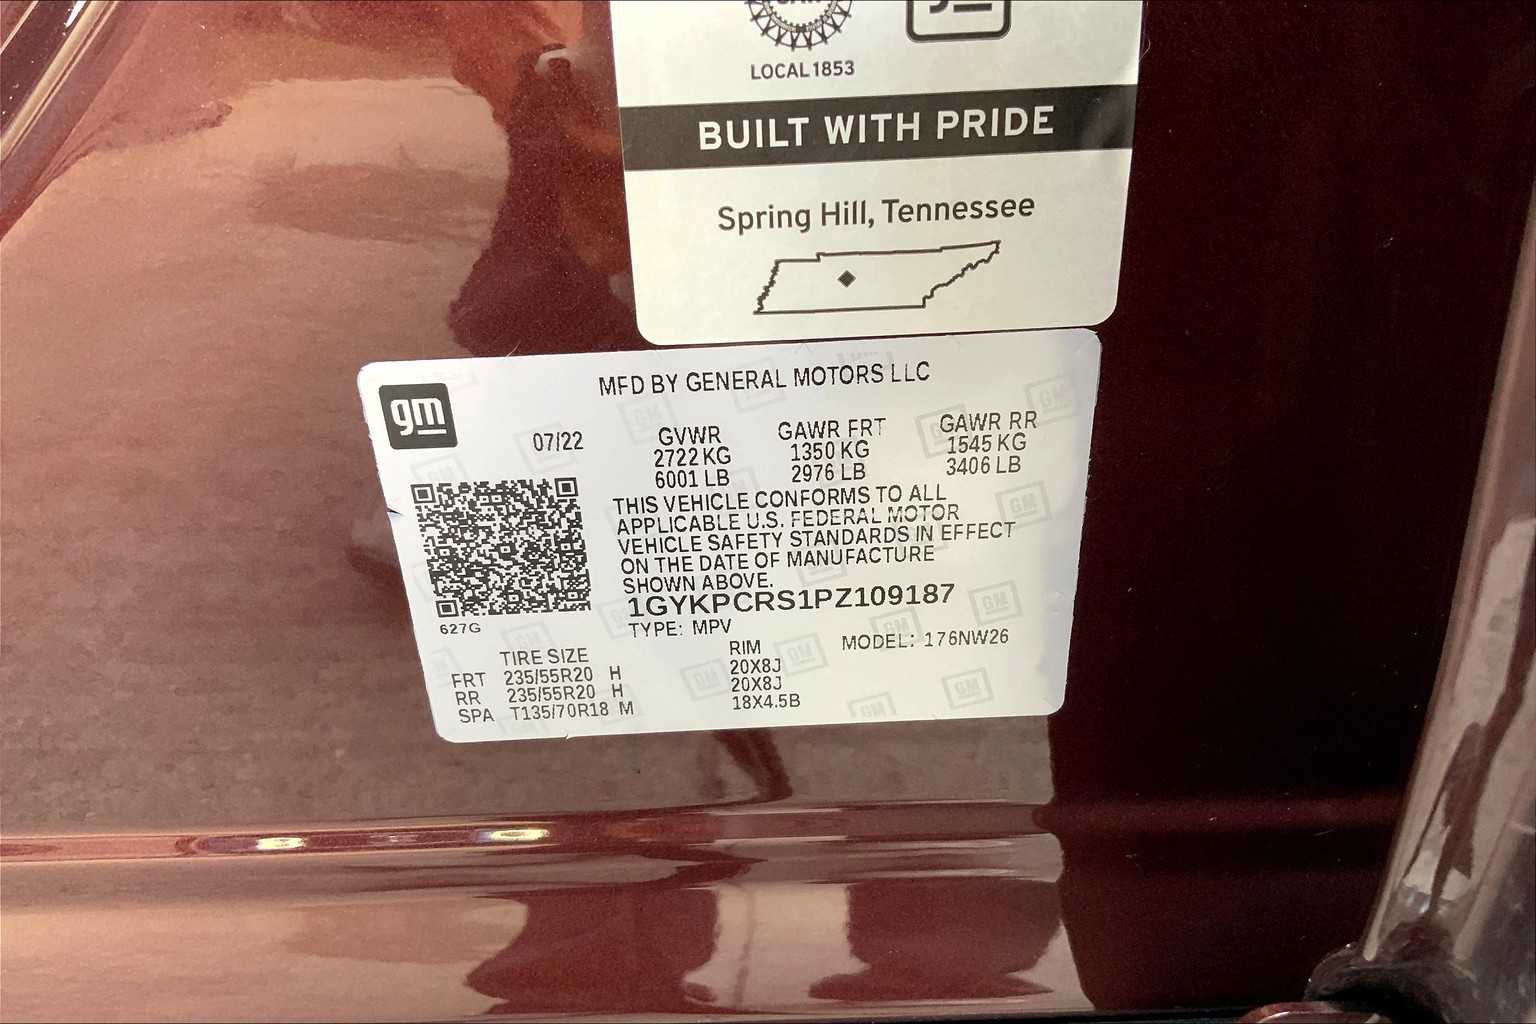 LOCAL 1853
BUILT WITH PRIDE
Spring Hill, Tennessee
MFD BY GENERAL MOTORS LLC
gm
07/22
GVWR GAWR FRT GAWR RR
2722 KG 1350 KG 1545 KG
6001 LB 2976 LB 3406 LB
THIS VEHICLE CONFORMS TO ALL
APPLICABLE U.S. FEDERAL MOTOR
VEHICLE SAFETY STANDARDS IN EFFECT
ON THE DATE OF MANUFACTURE
SHOWN ABOVE.
1GYKPCRS1PZ109187
627G
TYPE: MPV
MODEL: 176NW26
TIRE SIZE RIM
FRT 235/55R20 H 20X8J
RR 235/55R20 H 20X8J
SPA T135/70R18 M 18X4.5B